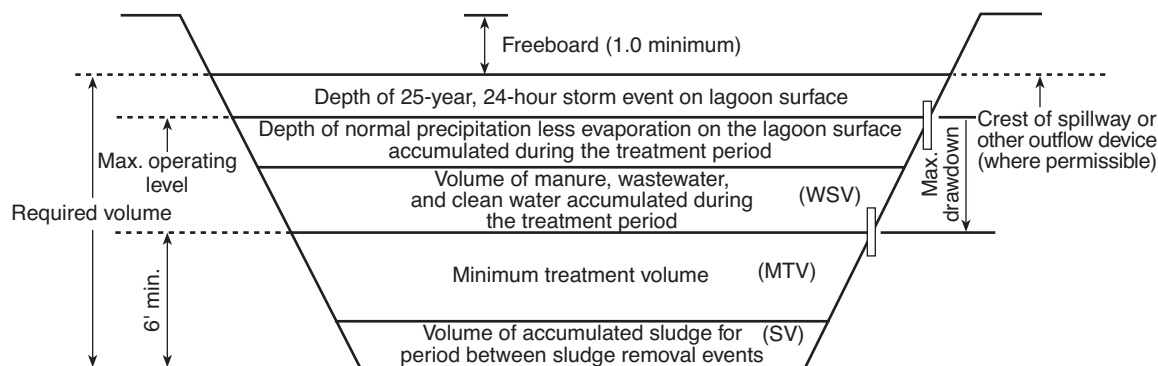 Freeboard (1.0 minimum)
Depth of 25-year, 24-hour storm event on lagoon surface
Crest of spillway or
other outflow device
(where permissible)
Depth of normal precipitation less evaporation on the lagoon surface
accumulated during the treatment period
Max. operating
level
Max.
drawdown
Volume of manure, wastewater,
and clean water accumulated during
the treatment period
(WSV)
Required volume
Minimum treatment volume
(MTV)
6' min.
Volume of accumulated sludge for
period between sludge removal events
(SV)